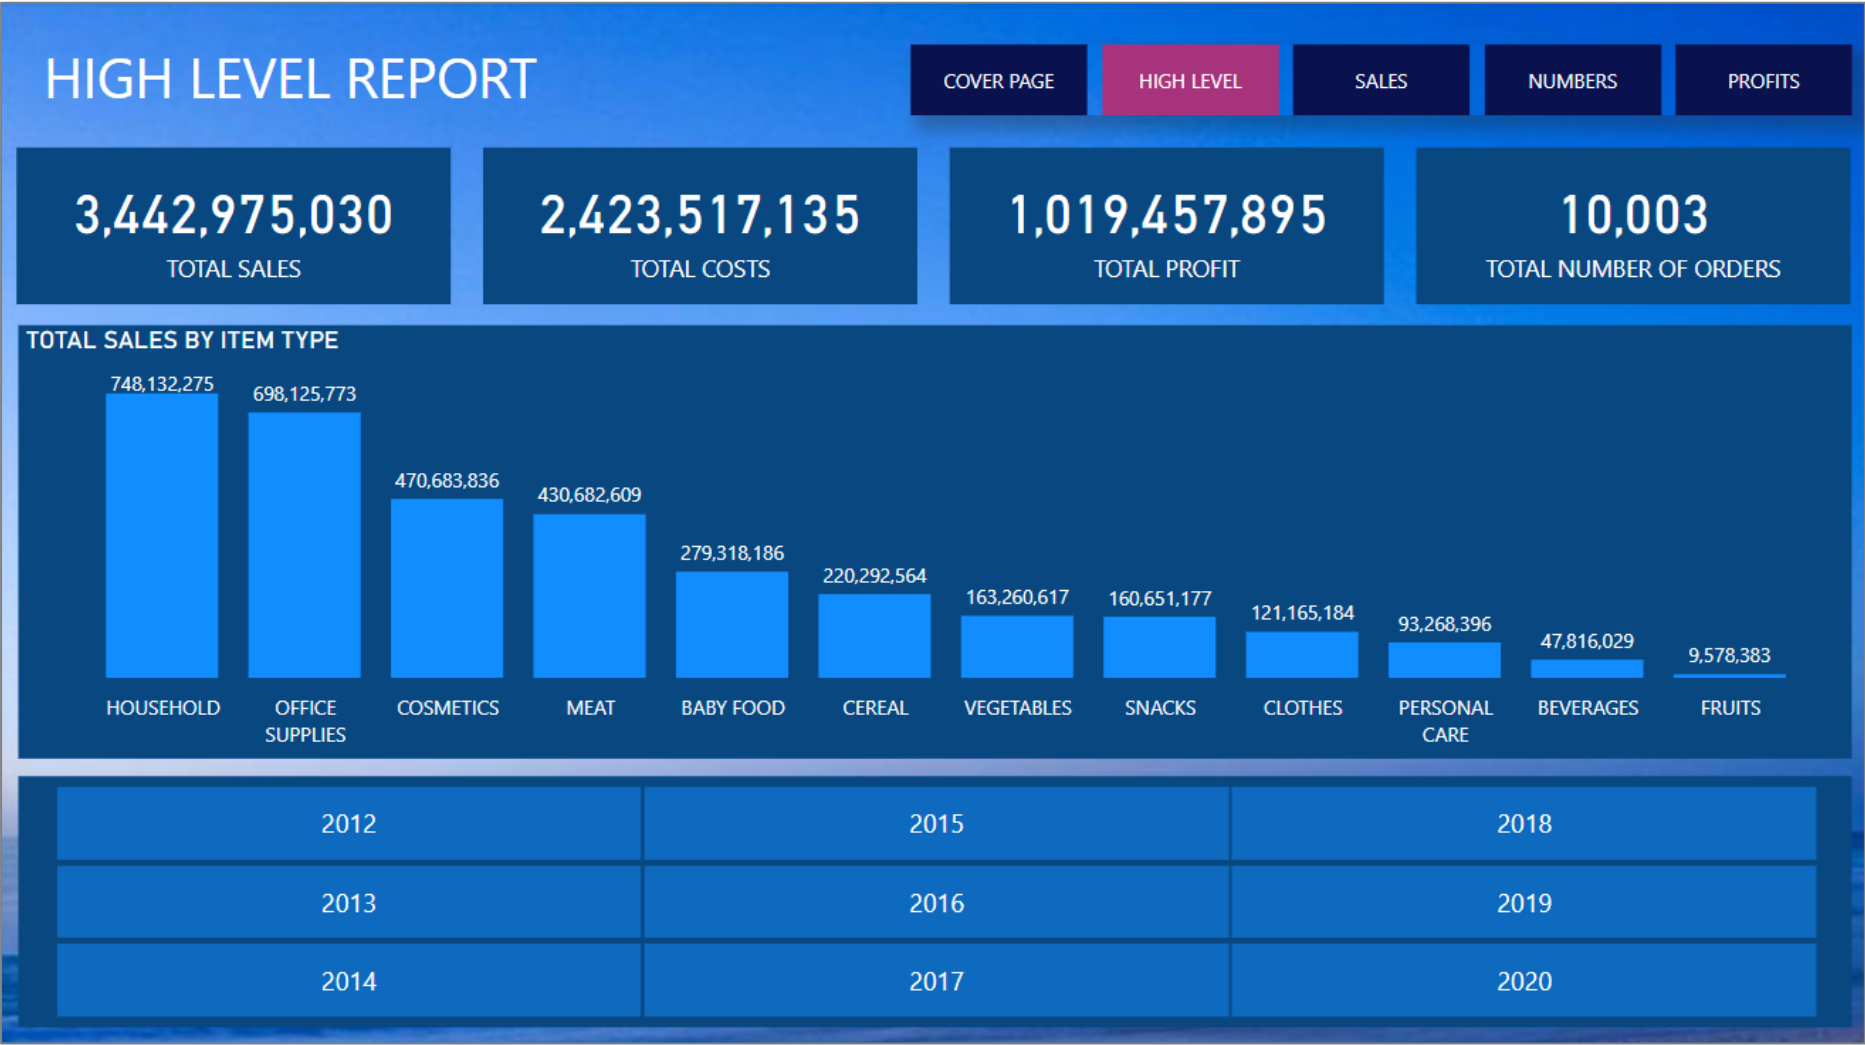 HIGH LEVEL REPORT
COVER PAGE
HIGH LEVEL
SALES
NUMBERS
PROFITS
3,442,975,030
TOTAL SALES
2,423,517,135
TOTAL COSTS
1,019,457,895
TOTAL PROFIT
10,003
TOTAL NUMBER OF ORDERS
TOTAL SALES BY ITEM TYPE
748,132,275
698,125,773
470,683,836
430,682,609
279,318,186
220,292,564
163,260,617
160,651,177
121,165,184
93,268,396
47,816,029
9,578,383
HOUSEHOLD
OFFICE
SUPPLIES
COSMETICS
MEAT
BABY FOOD
CEREAL
VEGETABLES
SNACKS
CLOTHES
PERSONAL
CARE
BEVERAGES
FRUITS
2012
2015
2018
2013
2016
2019
2014
2017
2020